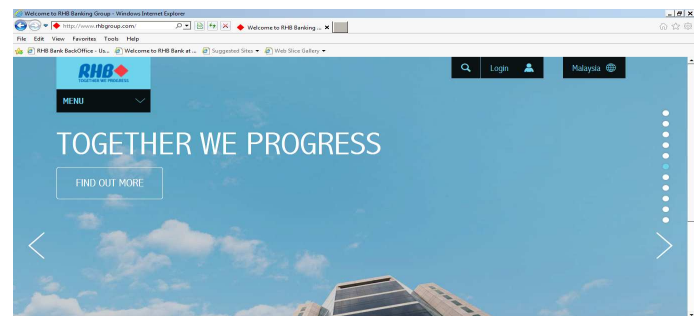 Welcome to RHB Banking Group - Windows Internet Explorer
http://www.rhbgroup.com/
Welcome to RHB Banking ...
File Edit View Favorites Tools Help
RHB Bank BackOffice - Us... Welcome to RHB Bank at ... Suggested Sites Web Slice Gallery
RHB
TOGETHER WE PROGRESS
Login
Malaysia
MENU
TOGETHER WE PROGRESS
FIND OUT MORE